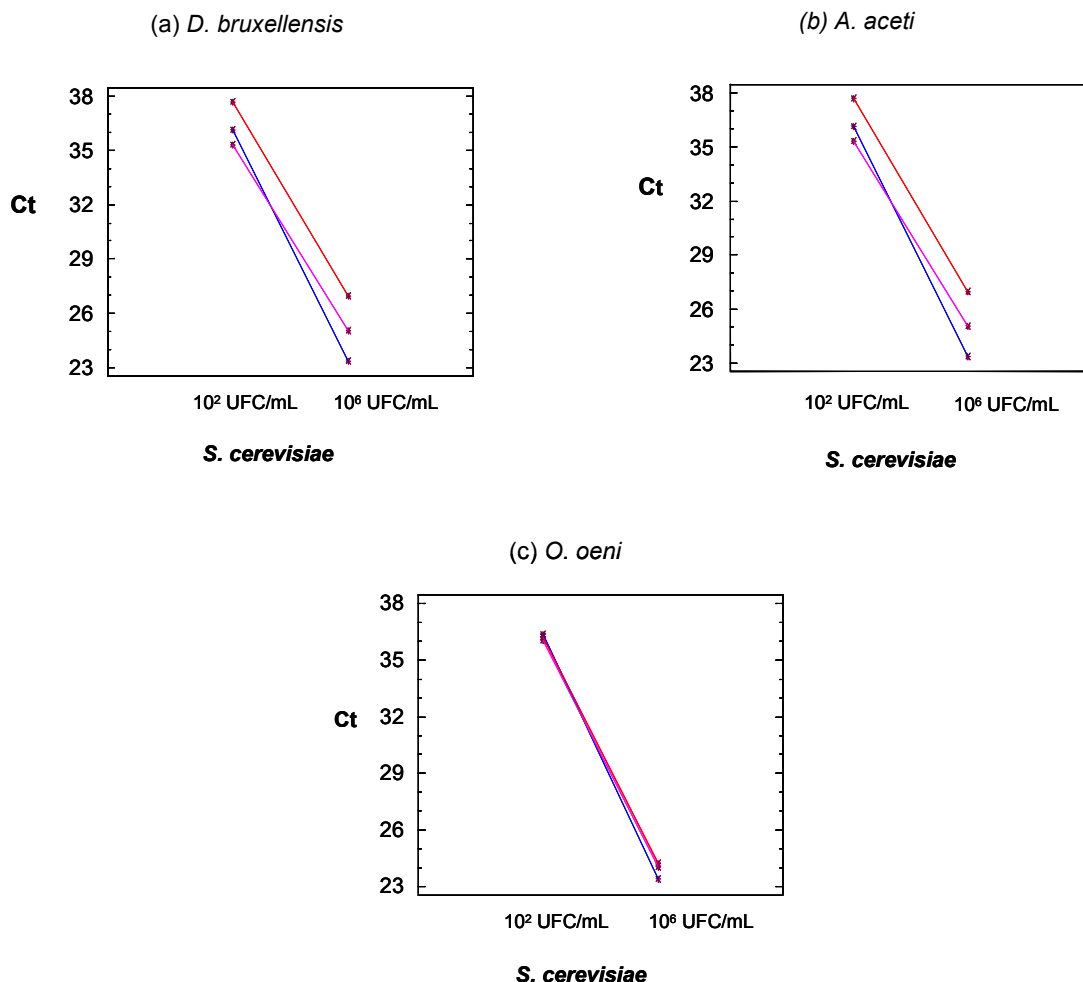 (a) D. bruxellensis
38
35
Ct
32
29
26
23
10² UFC/mL 10⁶ UFC/mL
S. cerevisiae
(b) A. aceti
38
35
Ct
32
29
26
23
10² UFC/mL 10⁶ UFC/mL
S. cerevisiae
(c) O. oeni
38
35
Ct
32
29
26
23
10² UFC/mL 10⁶ UFC/mL
S. cerevisiae